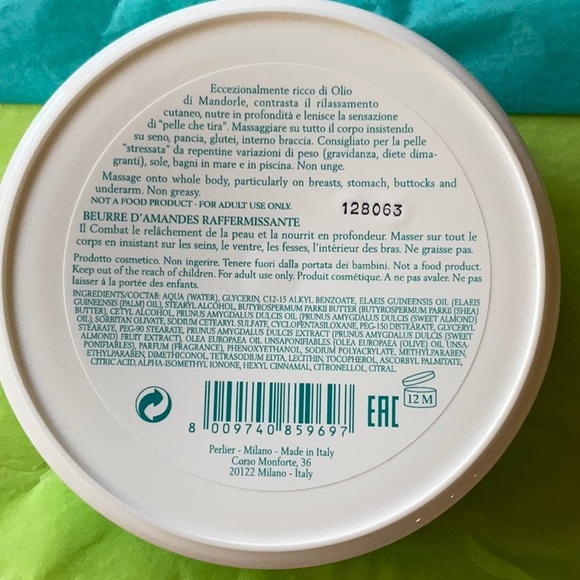 Eccezionalmente ricco di Olio
di Mandorle, contrasta il rilassamento
cutaneo, nutre in profondità e lenisce la sensazione
di "pelle che tira". Massaggiare su tutto il corpo insistendo
su seno, pancia, glutei, interno braccia. Consigliato per la pelle
"stressata" da repentine variazioni di peso (gravidanza, diete dima-
granti), sole, bagni in mare e in piscina. Non unge.
Massage onto whole body, particularly on breasts, stomach, buttocks and
underarm. Non greasy.
NOT A FOOD PRODUCT - FOR ADULT USE ONLY.
128063
BEURRE D'AMANDES RAFFERMISSANTE
Il Combat le relâchement de la peau et la nourrit en profondeur. Masser sur tout le
corps en insistant sur les seins, le ventre, les fesses, l'intérieur des bras. Ne graisse pas.
Prodotto cosmetico. Non ingerire. Tenere fuori dalla portata dei bambini. Not a food product.
Keep out of the reach of children. For adult use only. Produit cosmétique. A ne pas avaler. Ne pas
laisser à la portée des enfants.
INGREDIENTS/COCTAB: AQUA (WATER), GLYCERIN, C12-15 ALKYL BENZOATE, ELAEIS GUINEENSIS OIL (ELAEIS
GUINEENSIS (PALM) OIL), STEARYL ALCOHOL, BUTYROSPERMUM PARKII BUTTER (BUTYROSPERMUM PARKII (SHEA)
BUTTER), CETYL ALCOHOL, PRUNUS AMYGDALUS DULCIS OIL (PRUNUS AMYGDALUS DULCIS (SWEET ALMOND)
OIL), SORBITAN OLIVATE, SODIUM CETEARYL SULFATE, CYCLOPENTASILOXANE, PEG-150 DISTEARATE, GLYCERYL
STEARATE, PEG-90 STEARATE, PRUNUS AMYGDALUS DULCIS EXTRACT (PRUNUS AMYGDALUS DULCIS (SWEET
ALMOND) FRUIT EXTRACT), OLEA EUROPAEA OIL UNSAPONIFIABLES (OLEA EUROPAEA (OLIVE) OIL UNSA-
PONIFIABLES), PARFUM (FRAGRANCE), PHENOXYETHANOL, SODIUM POLYACRYLATE, METHYLPARABEN,
ETHYLPARABEN, DIMETHICONOL, TETRASODIUM EDTA, LECITHIN, TOCOPHEROL, ASCORBYL PALMITATE,
CITRIC ACID, ALPHA-ISOMETHYL IONONE, HEXYL CINNAMAL, CITRONELLOL, CITRAL.
EAC
12 M
8 009740 859697
Perlier - Milano - Made in Italy
Corso Monforte, 36
20122 Milano - Italy